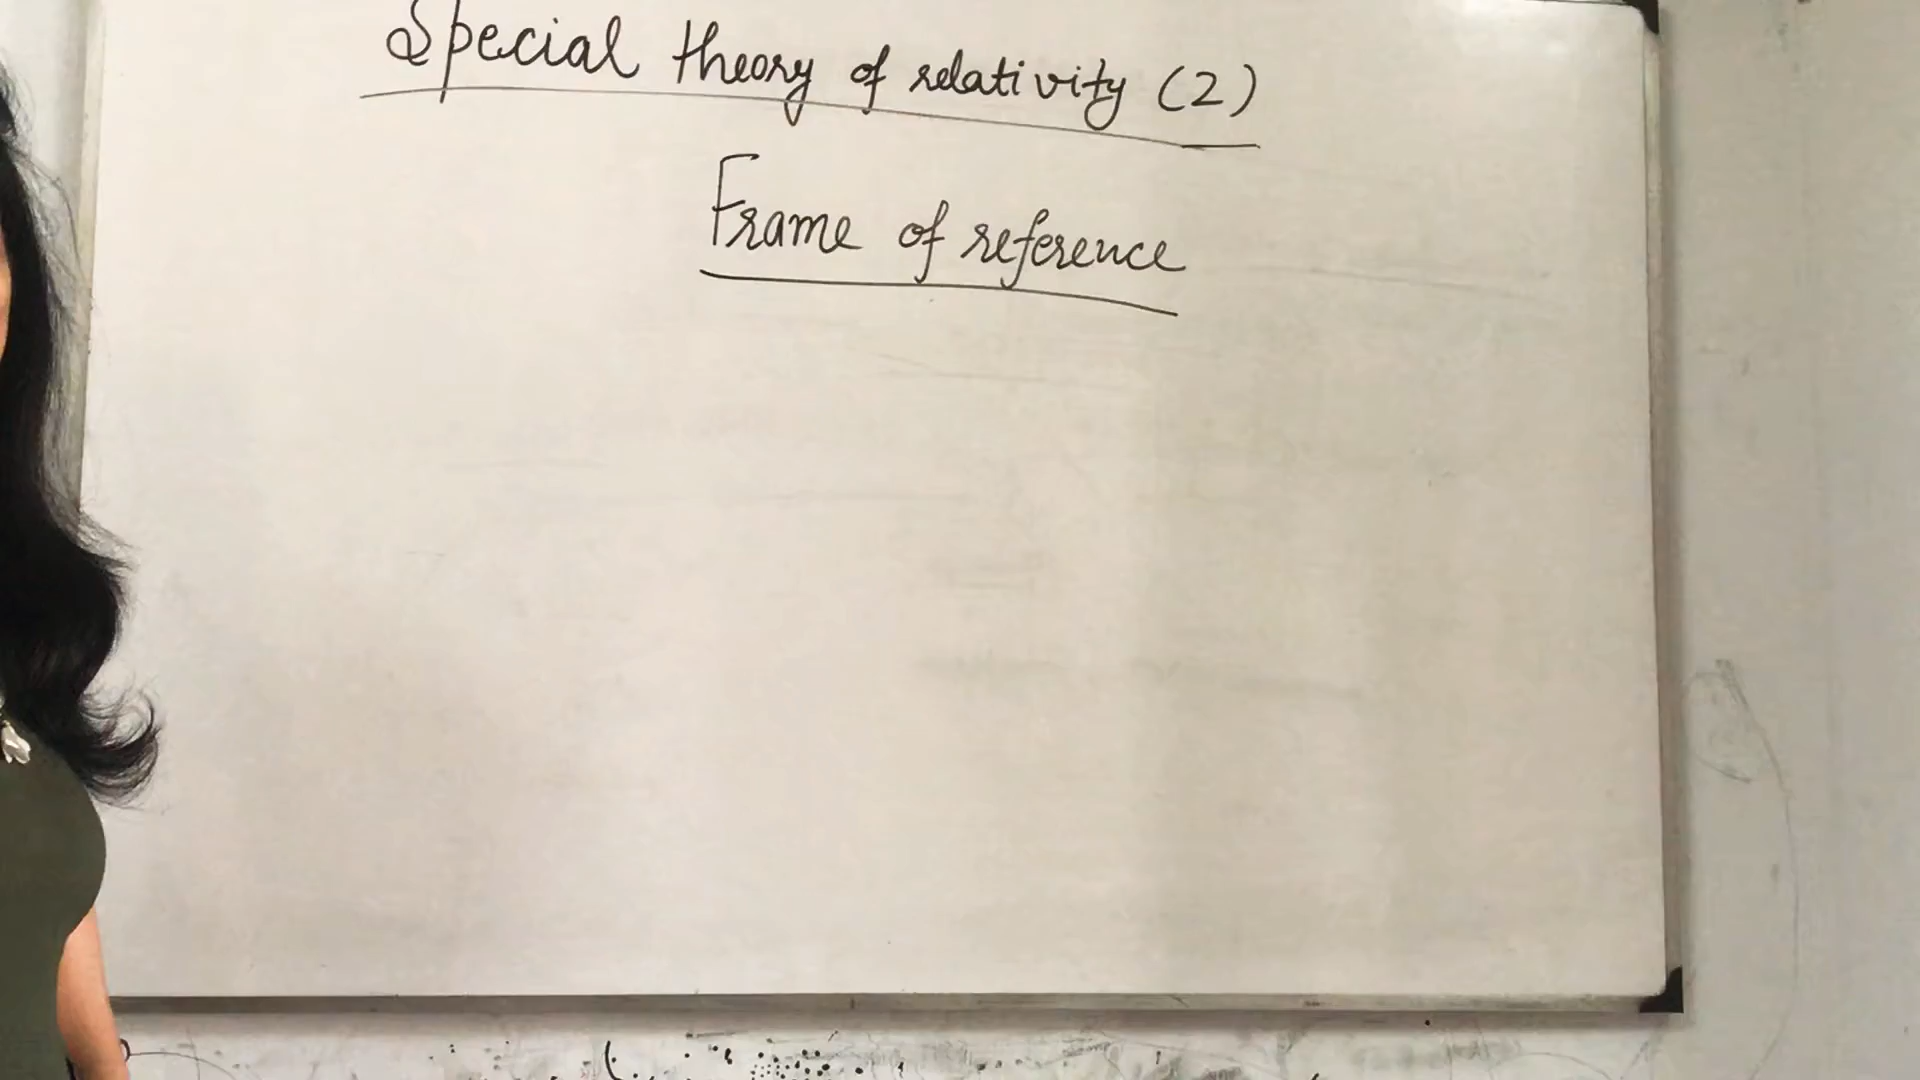 Special theory of relativity (2)
Frame of reference